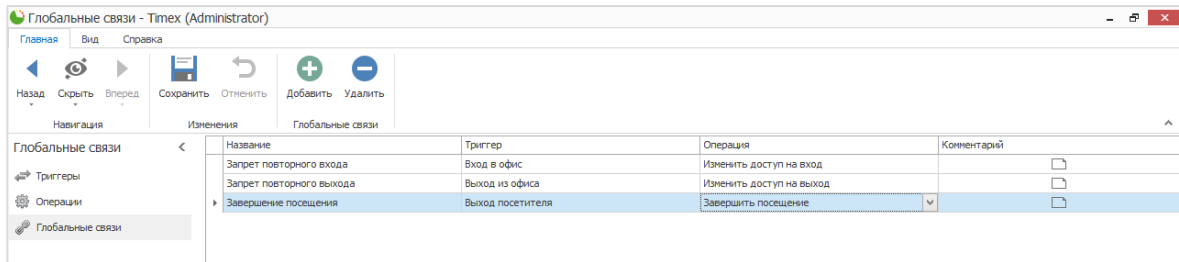 Глобальные связи - Timex (Administrator)
Главная Вид Справка
Назад Скрыть Вперед Сохранить Отменить Добавить Удалить
Навигация Изменения Глобальные связи
Глобальные связи
Название Триггер Операция Комментарий
Запрет повторного входа Вход в офис Изменить доступ на вход
Триггеры
Запрет повторного выхода Выход из офиса Изменить доступ на выход
Операции
Завершение посещения Выход посетителя Завершить посещение
Глобальные связи